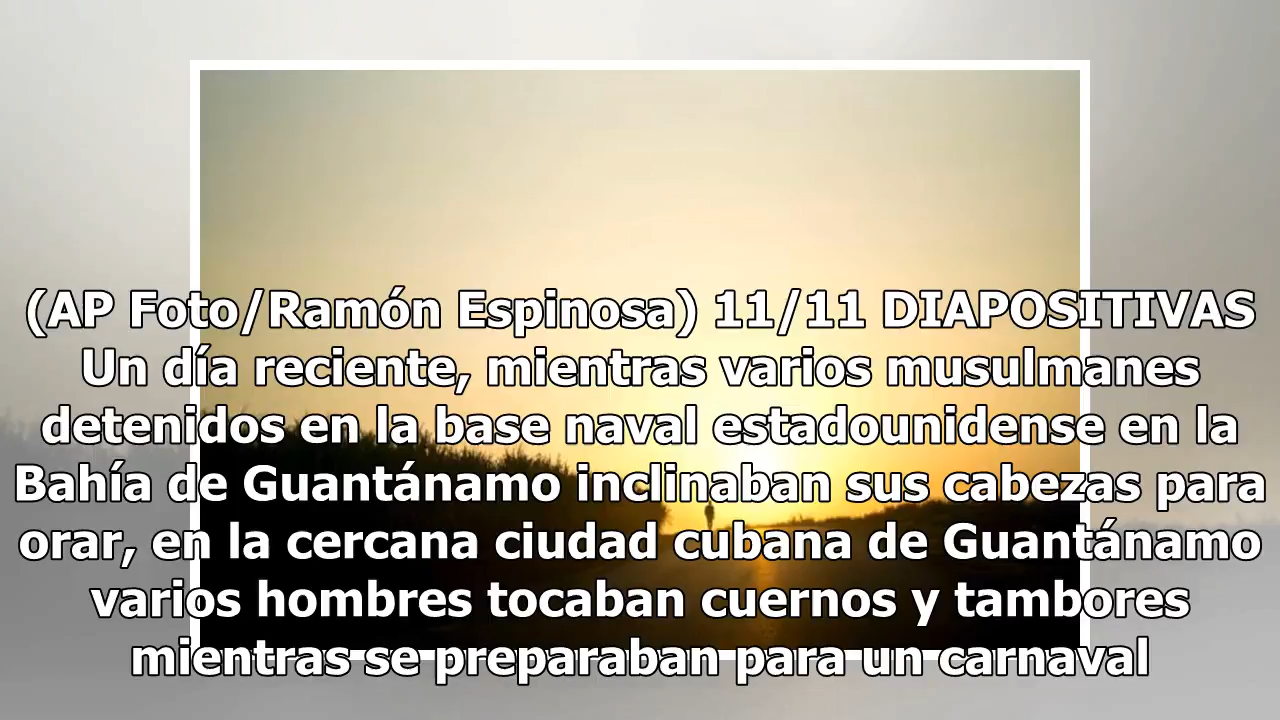 (AP Foto/Ramón Espinosa) 11/11 DIAPOSITIVAS
Un día reciente, mientras varios musulmanes
detenidos en la base naval estadounidense en la
Bahía de Guantánamo inclinaban sus cabezas para
orar, en la cercana ciudad cubana de Guantánamo
varios hombres tocaban cuernos y tambores
mientras se preparaban para un carnaval